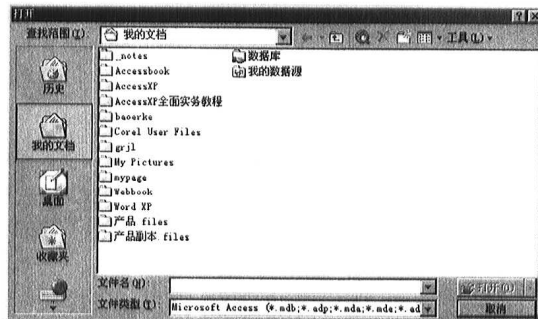 打开
查找范围(I): 我的文档 工具(L)
历史
我的文档
桌面
收藏夹
_notes
Accessbook
AccessXP
AccessXP全面实务教程
baoerke
Corel User Files
grjl
My Pictures
mypage
Webbook
Word XP
产品.files
产品副本.files
数据库
我的数据源
文件名(N):
打开(O)
文件类型(T): Microsoft Access (*.mdb;*.adp;*.mda;*.mde;*.ad
取消